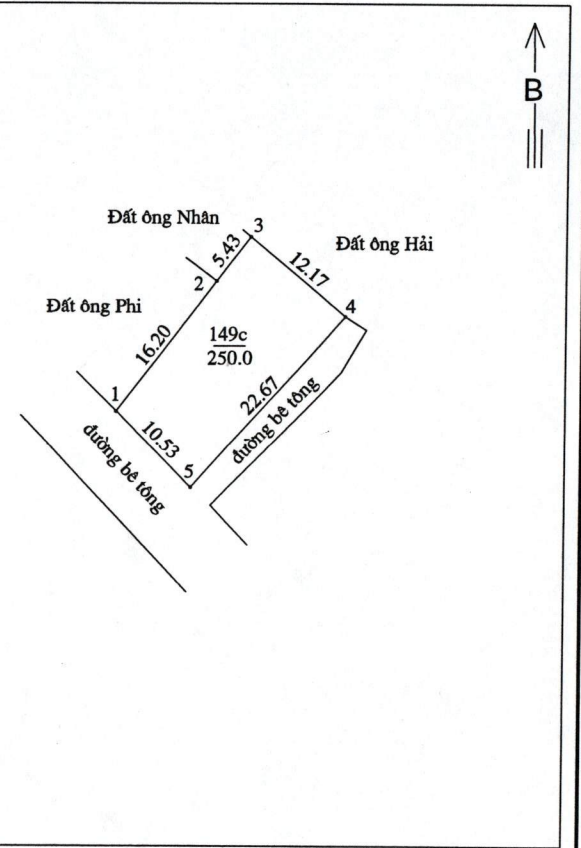 B
Đất ông Nhân
3
5.43
Đất ông Hải
12.17
2
Đất ông Phi
4
16.20
149c
250.0
22.67
đường bê tông
1
10.53
đường bê tông
5